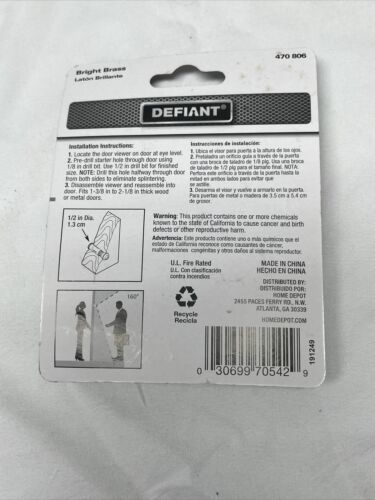 Bright Brass
Latón Brillante
470 806
DEFIANT®
Installation Instructions:
1. Locate the door viewer on door at eye level.
2. Pre-drill starter hole through door using
1/8 in drill bit. Use 1/2 in drill bit for finished
size. NOTE: Drill this hole halfway through door
from both sides to eliminate splintering.
3. Disassemble viewer and reassemble into
door. Fits 1-3/8 in to 2-1/8 in thick wood
or metal doors.
Instrucciones de instalación:
1. Ubica el visor para puerta a la altura de los ojos.
2. Pretaladra un orificio guía a través de la puerta
con una broca de taladro de 1/8 plg. Usa una broca
de taladro de 1/2 plg para el tamaño final. NOTA:
Perfora este orificio a través de la puerta hasta la
mitad en ambos lados para evitar que
se astille.
3. Desarma el visor y vuelve a armarlo en la puerta.
Para puertas de madera o metal de 3.5 cm a 5.4 cm
de grosor.
1/2 in Dia.
1.3 cm
Warning: This product contains one or more chemicals
known to the state of California to cause cancer and birth
defects or other reproductive harm.
Advertencia: Este producto contiene uno o más químicos que el
estado de California reconoce como causantes de cáncer,
malformaciones congénitas y otros daños al sistema reproductor.
U.L. Fire Rated
U.L. Con clasificación
contra incendios
MADE IN CHINA
HECHO EN CHINA
160°
Recycle
Recicla
DISTRIBUTED BY:
DISTRIBUIDO POR:
HOME DEPOT
2455 PACES FERRY RD., N.W.
ATLANTA, GA 30339
HOMEDEPOT.COM
0 30699 70542 9
191249